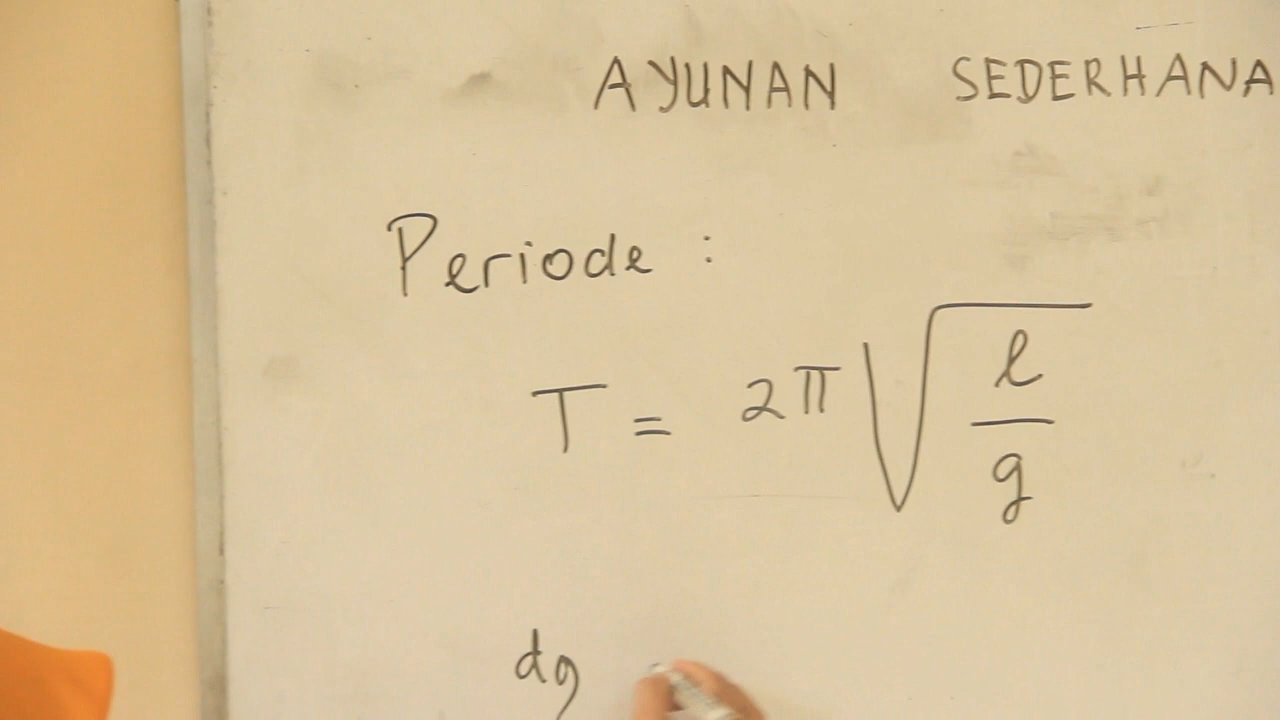 AYUNAN SEDERHANA
Periode :
T = 2π √(l/g)
dg